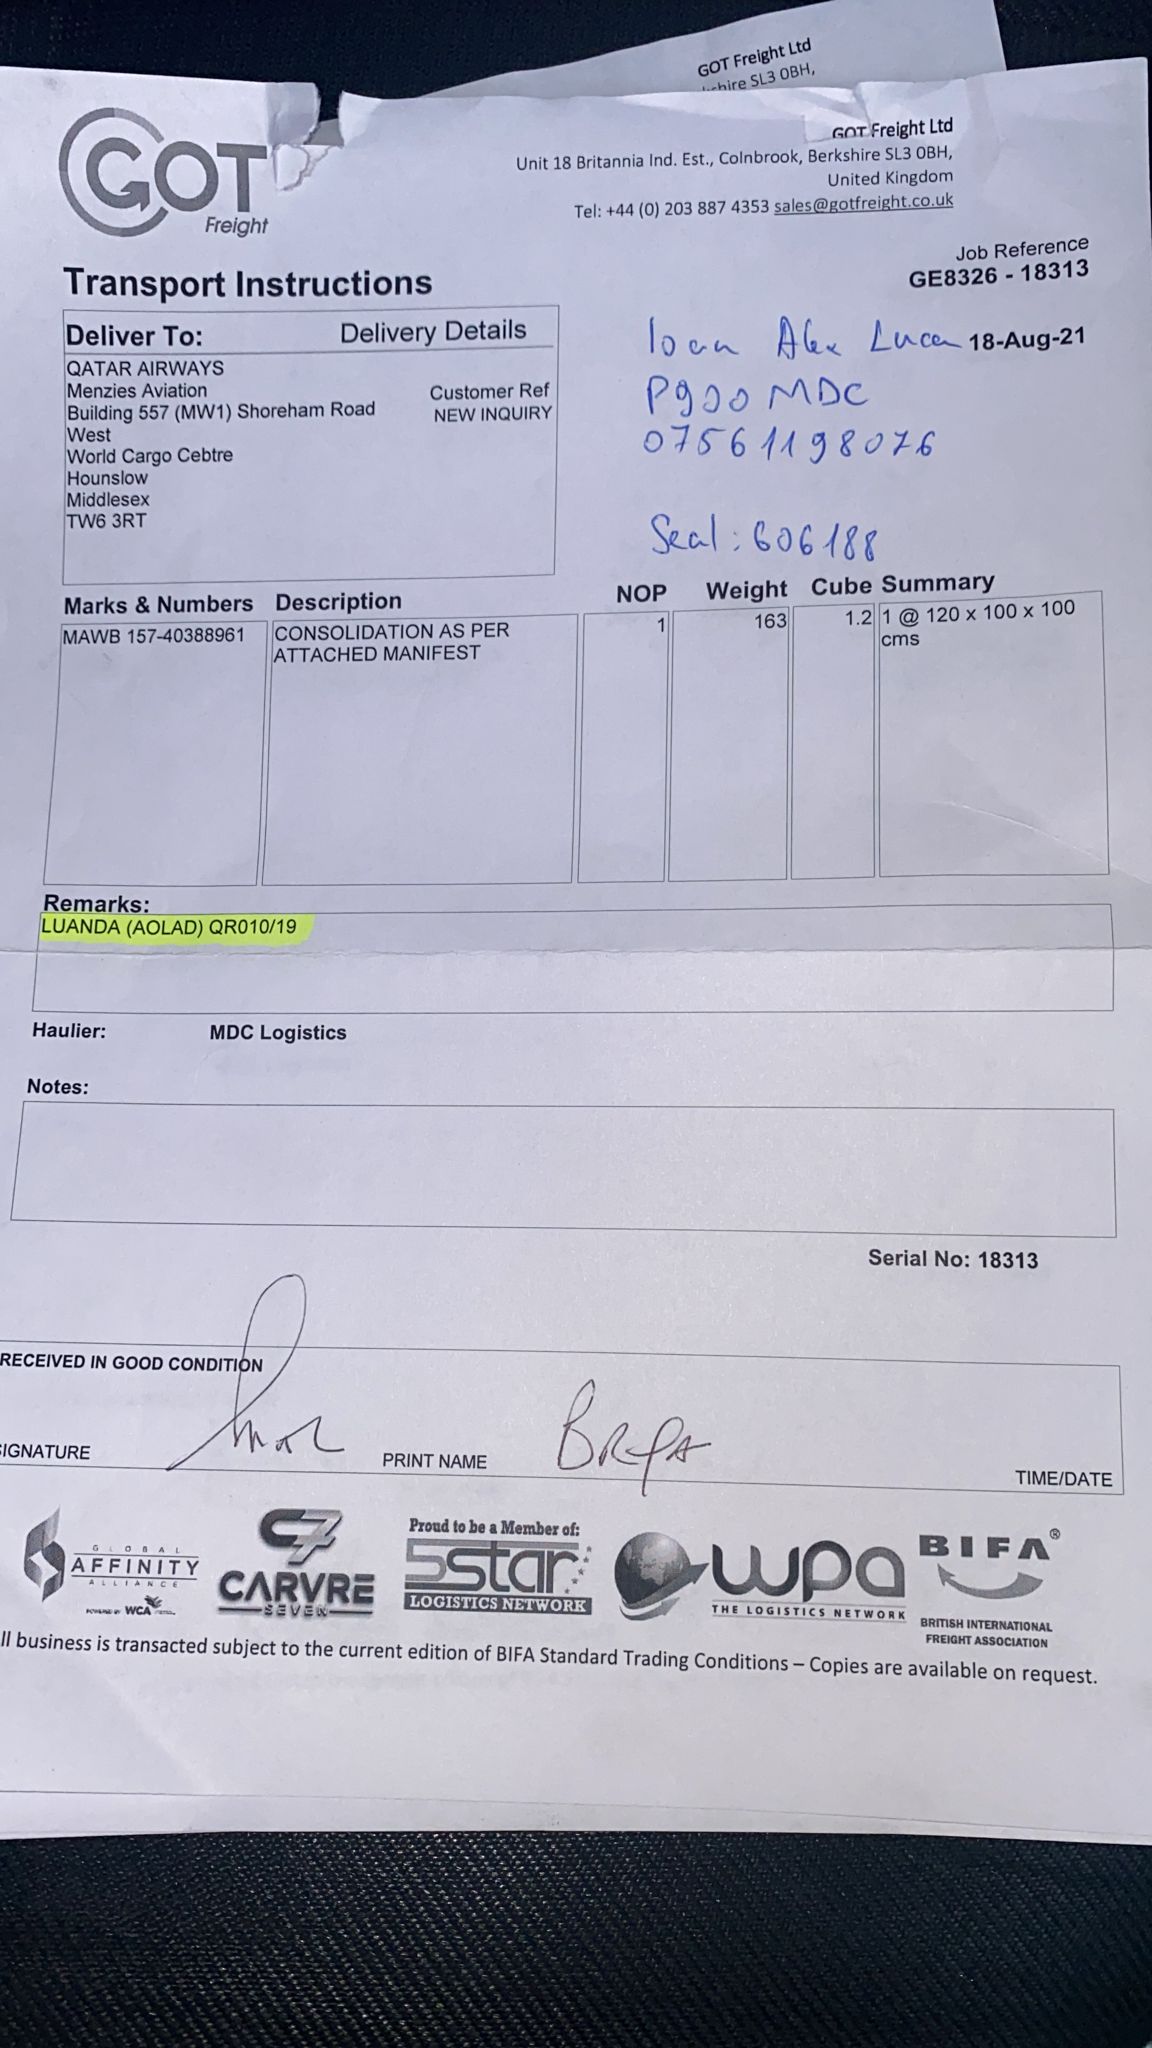 GOT Freight Ltd
SL3 0BH,
GOT Freight
GOT Freight Ltd
Unit 18 Britannia Ind. Est., Colnbrook, Berkshire SL3 0BH,
United Kingdom
Tel: +44 (0) 203 887 4353 sales@gotfreight.co.uk
Job Reference
GE8326 - 18313
Transport Instructions
Deliver To: Delivery Details
Ioan Alex Luca 18-Aug-21
QATAR AIRWAYS
Menzies Aviation Customer Ref
P900 MDC
Building 557 (MW1) Shoreham Road NEW INQUIRY
West
07561198076
World Cargo Cebtre
Hounslow
Middlesex
TW6 3RT
Seal: 606188
Marks & Numbers Description NOP Weight Cube Summary
MAWB 157-40388961 CONSOLIDATION AS PER 1 163 1.2 1 @ 120 x 100 x 100
ATTACHED MANIFEST cms
Remarks:
LUANDA (AOLAD) QR010/19
Haulier: MDC Logistics
Notes:
Serial No: 18313
RECEIVED IN GOOD CONDITION
SIGNATURE PRINT NAME TIME/DATE
GLOBAL
AFFINITY
ALLIANCE
POWERED BY WCA
C7
CARVRE
SEVEN
Proud to be a Member of:
5star
LOGISTICS NETWORK
wpa
THE LOGISTICS NETWORK
BIFA®
BRITISH INTERNATIONAL
FREIGHT ASSOCIATION
ll business is transacted subject to the current edition of BIFA Standard Trading Conditions – Copies are available on request.